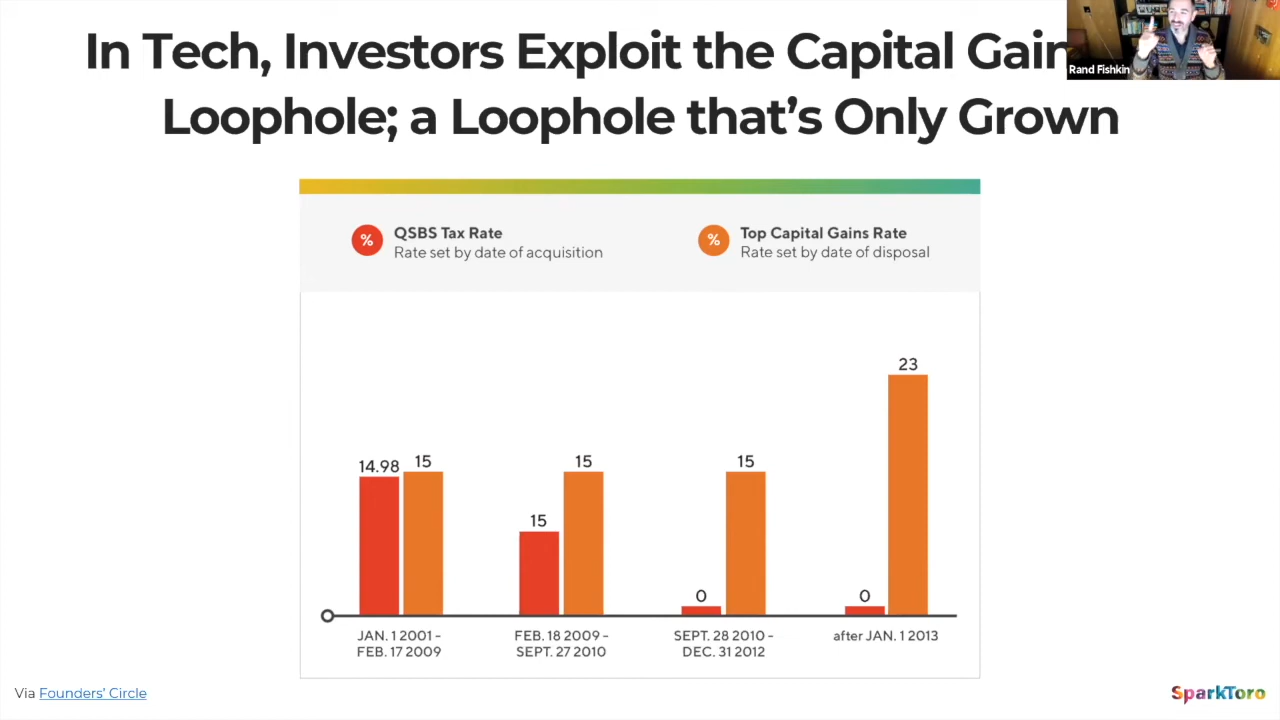 In Tech, Investors Exploit the Capital Gain
Loophole; a Loophole that's Only Grown
Rand Fishkin
% QSBS Tax Rate
Rate set by date of acquisition
% Top Capital Gains Rate
Rate set by date of disposal
14.98 15
15 15
0 15
0 23
JAN. 1 2001 -
FEB. 17 2009
FEB. 18 2009 -
SEPT. 27 2010
SEPT. 28 2010 -
DEC. 31 2012
after JAN. 1 2013
Via Founders' Circle
SparkToro